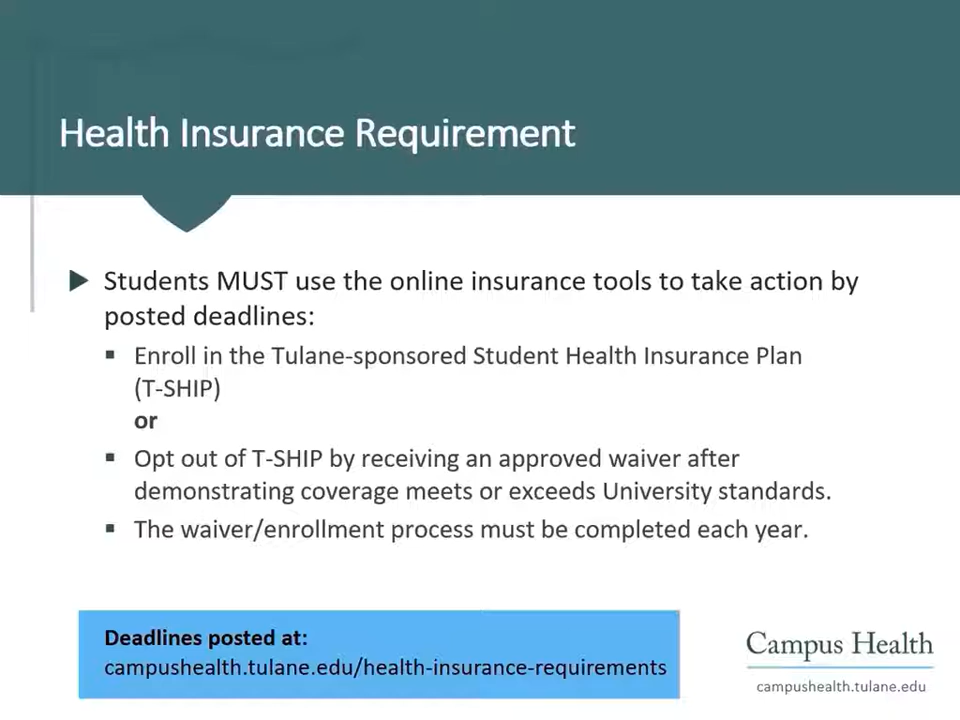 Health Insurance Requirement
Students MUST use the online insurance tools to take action by
posted deadlines:
Enroll in the Tulane-sponsored Student Health Insurance Plan
(T-SHIP)
or
Opt out of T-SHIP by receiving an approved waiver after
demonstrating coverage meets or exceeds University standards.
The waiver/enrollment process must be completed each year.
Deadlines posted at:
campushealth.tulane.edu/health-insurance-requirements
Campus Health
campushealth.tulane.edu